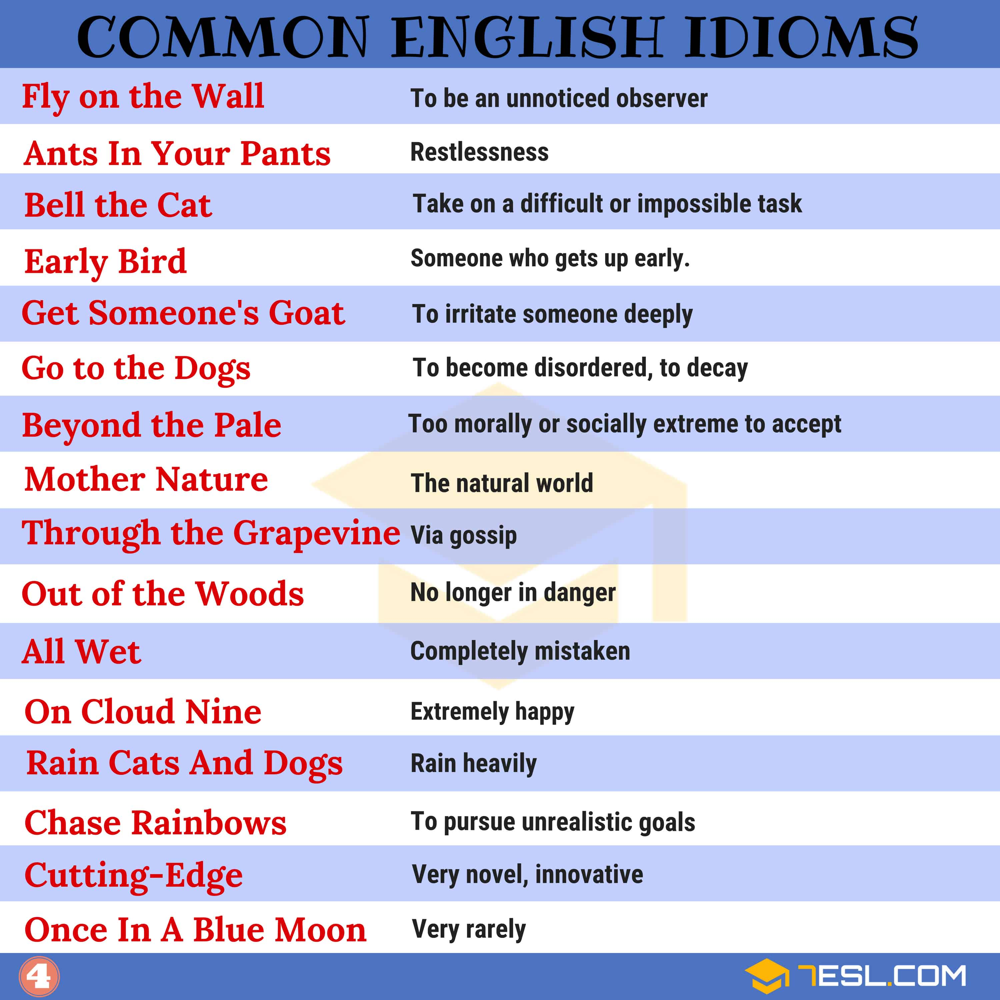 COMMON ENGLISH IDIOMS
Fly on the Wall To be an unnoticed observer
Ants In Your Pants Restlessness
Bell the Cat Take on a difficult or impossible task
Early Bird Someone who gets up early.
Get Someone's Goat To irritate someone deeply
Go to the Dogs To become disordered, to decay
Beyond the Pale Too morally or socially extreme to accept
Mother Nature The natural world
Through the Grapevine Via gossip
Out of the Woods No longer in danger
All Wet Completely mistaken
On Cloud Nine Extremely happy
Rain Cats And Dogs Rain heavily
Chase Rainbows To pursue unrealistic goals
Cutting-Edge Very novel, innovative
Once In A Blue Moon Very rarely
4 7ESL.COM